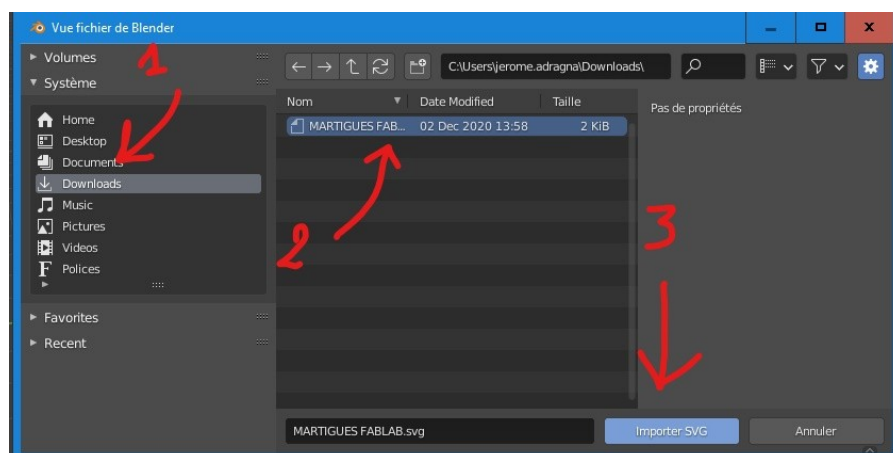 Vue fichier de Blender
1
Volumes
Système
Home
Desktop
Documents
Downloads
Music
Pictures
Videos
F Polices
Favorites
Recent
C:\Users\jerome.adragna\Downloads\
Nom Date Modified Taille
MARTIGUES FAB... 02 Dec 2020 13:58 2 KiB
2
Pas de propriétés
3
MARTIGUES FABLAB.svg
Importer SVG Annuler